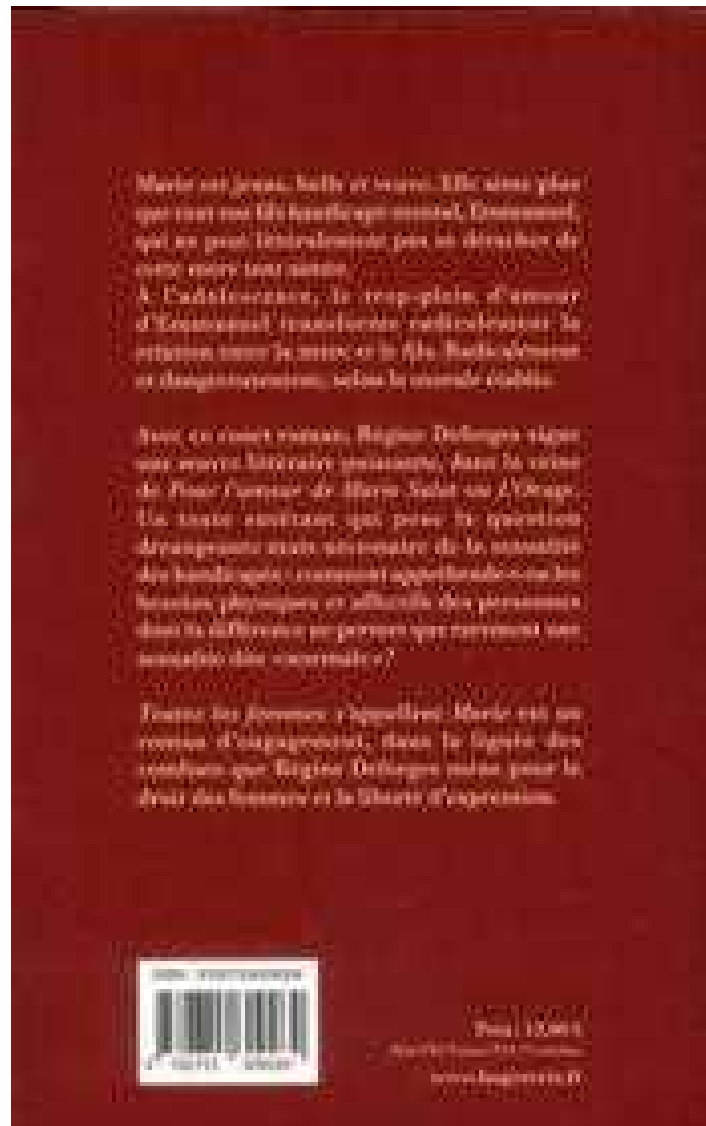 Marie est jeune, belle et veuve. Elle aime plus
que tout son fils handicapé mental, Emmanuel,
qui ne peut littéralement pas se détacher de
cette mère tant aimée.
À l'adolescence, le trop-plein d'amour
d'Emmanuel transforme radicalement la
relation entre la mère et le fils. Radicalement
et dangereusement, selon la morale établie.
Avec ce court roman, Régine Deforges signe
une œuvre littéraire puissante, dans la veine
de Pour l'amour de Marie Salat ou L'Orage.
Un texte qui pose la question
dérangeante mais nécessaire de la sexualité
des handicapés : comment appréhende-t-on les
besoins physiques et affectifs des personnes
dont la différence ne permet que rarement une
sexualité dite «normale» ?
Toutes les femmes s'appellent Marie est un
roman d'engagement, dans la lignée des
combats que Régine Deforges mène pour le
droit des femmes et la liberté d'expression.
ISBN
Prix :